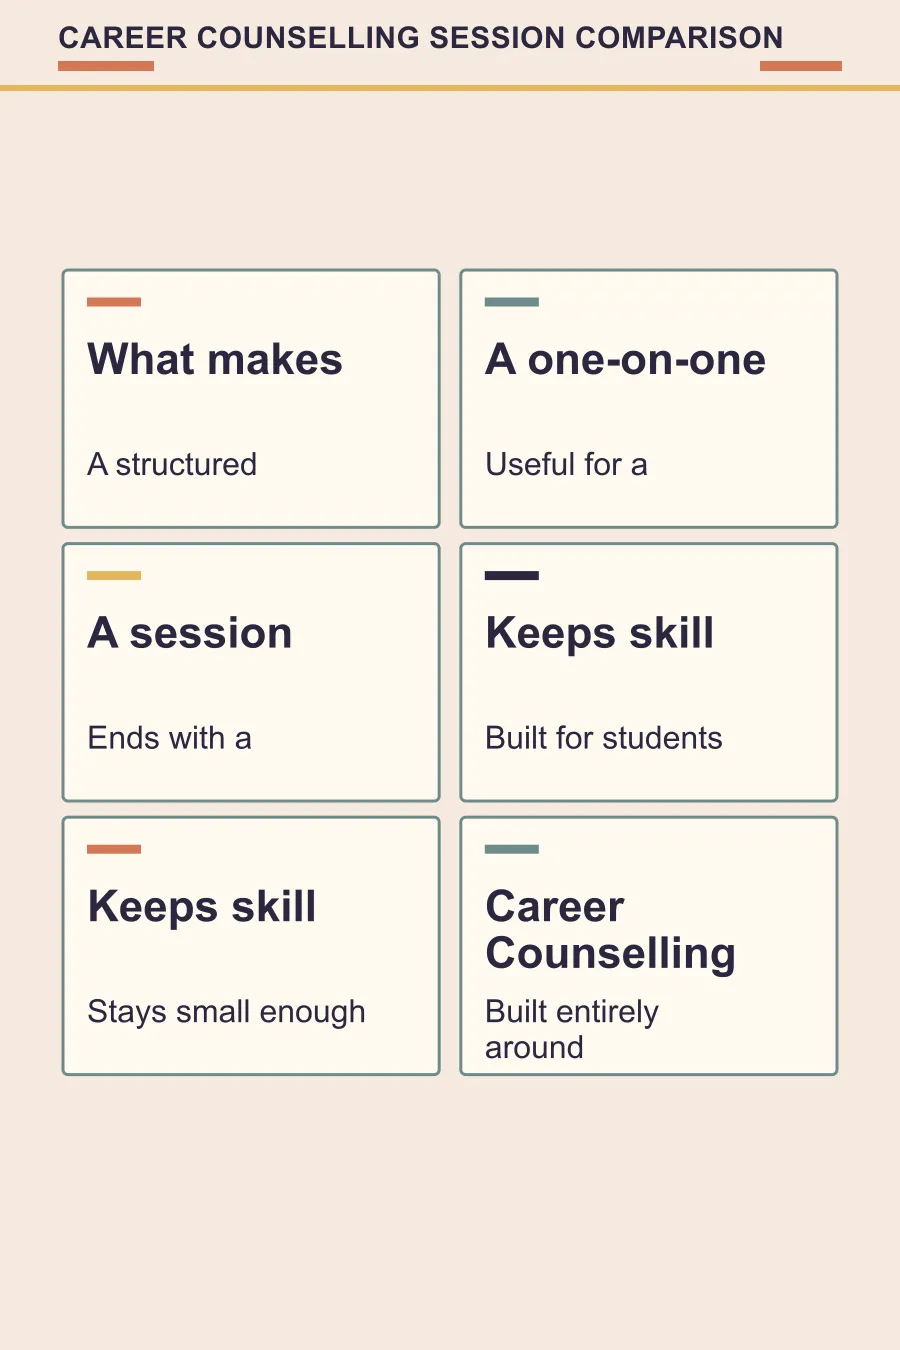 CAREER COUNSELLING SESSION COMPARISON
What makes
A structured
A one-on-one
Useful for a
A session
Ends with a
Keeps skill
Built for students
Keeps skill
Stays small enough
Career
Counselling
Built entirely
around